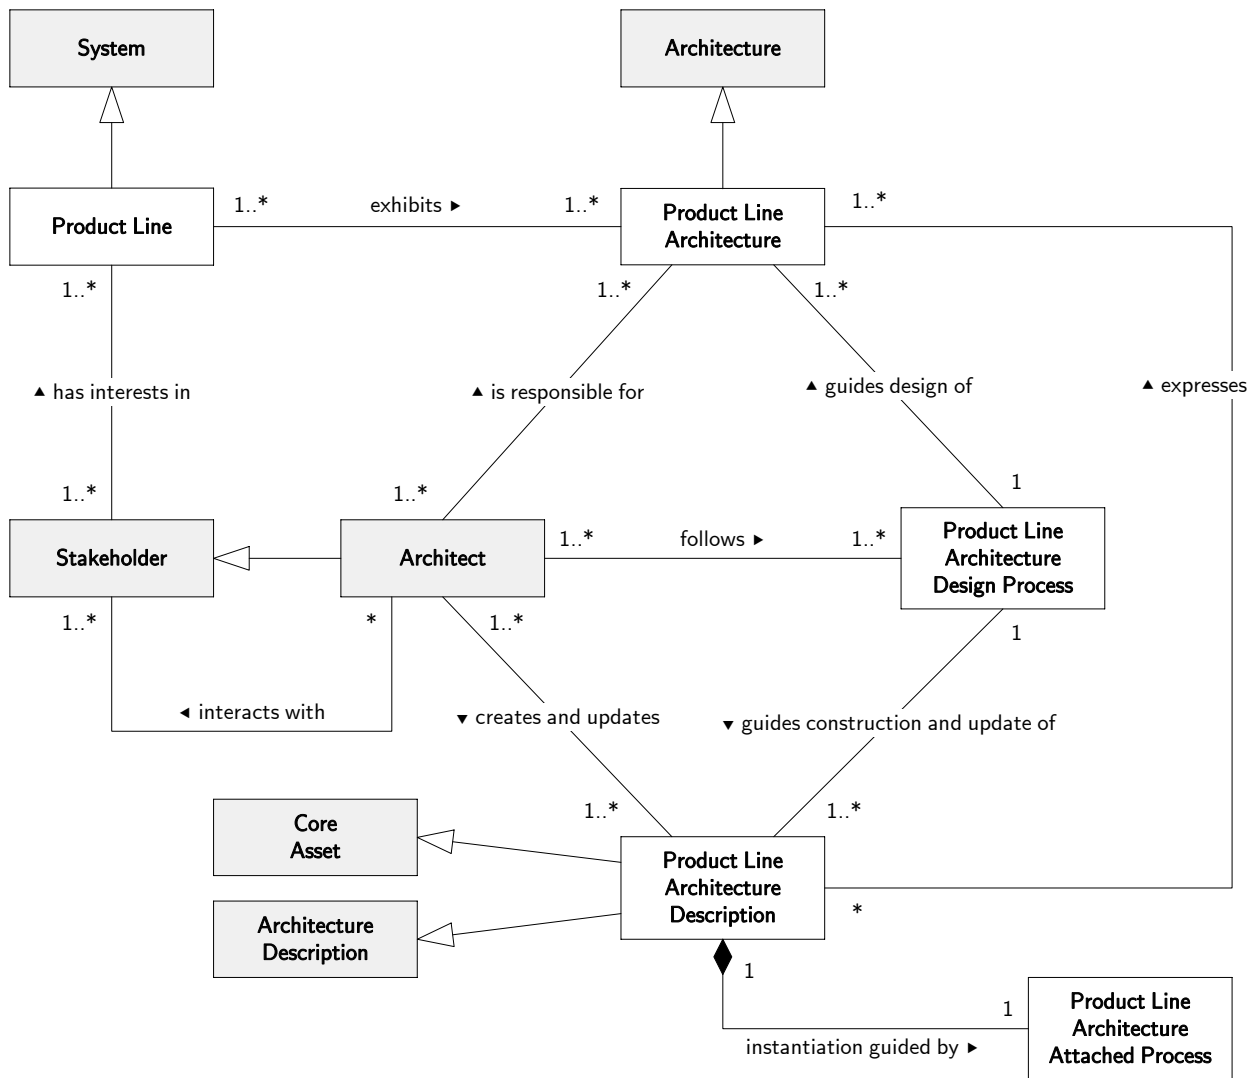 System
Architecture
Product Line
1..*
exhibits ►
1..*
Product Line
Architecture
1..*
1..*
1..*
1..*
▲ has interests in
▲ is responsible for
▲ guides design of
▲ expresses
1..*
1..*
1
Stakeholder
Architect
1..*
follows ►
1..*
Product Line
Architecture
Design Process
1..*
*
1..*
1
◄ interacts with
▼ creates and updates
▼ guides construction and update of
1..*
1..*
Core
Asset
Product Line
Architecture
Description
*
Architecture
Description
1
1
instantiation guided by ►
Product Line
Architecture
Attached Process